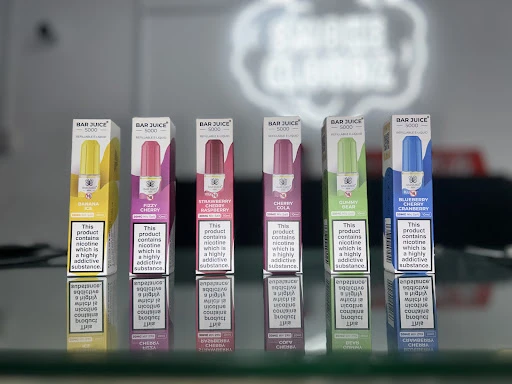 BAR JUICE
5000
BANANA
ICE
This
product
contains
nicotine
which is
a highly
addictive
substance.
BAR JUICE
5000
FIZZY
CHERRY
This
product
contains
nicotine
which is
a highly
addictive
substance.
BAR JUICE
5000
STRAWBERRY
CHERRY
RASPBERRY
This
product
contains
nicotine
which is a
highly
addictive
substance.
BAR JUICE
5000
CHERRY
COLA
This
product
contains
nicotine
which is a
highly
addictive
substance.
BAR JUICE
5000
GUMMY
BEAR
This
product
contains
nicotine
which is a
highly
addictive
substance.
BAR JUICE
5000
BLUEBERRY
CHERRY
CRANBERRY
This
product
contains
nicotine
which is a
highly
addictive
substance.